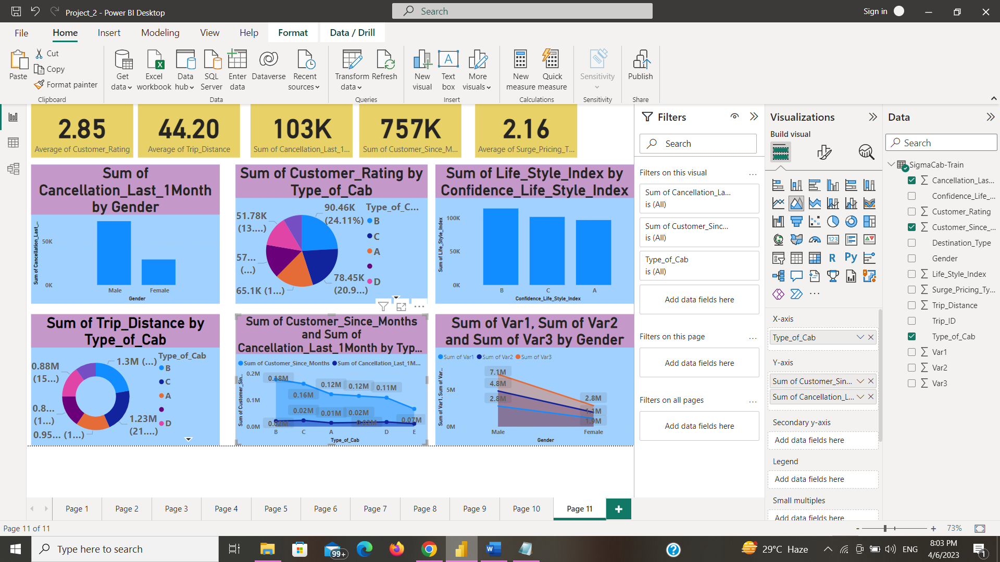 Project_2 - Power BI Desktop
Search
Sign in
File
Home
Insert
Modeling
View
Help
Format
Data / Drill
Paste
Cut
Copy
Format painter
Clipboard
Get data
Excel workbook
Data hub
SQL Server
Enter data
Dataverse
Recent sources
Data
Transform data
Refresh
Queries
New visual
Text box
More visuals
Insert
New measure
Quick measure
Calculations
Sensitivity
Sensitivity
Publish
Share
2.85
Average of Customer_Rating
44.20
Average of Trip_Distance
103K
Sum of Cancellation_Last_1...
757K
Sum of Customer_Since_M...
2.16
Average of Surge_Pricing_T...
Sum of
Cancellation_Last_1Month
by Gender
Sum of Cancellation_Last_...
50K
0K
Male
Female
Gender
Sum of Customer_Rating by
Type_of_Cab
90.46K
(24.11%)
51.78K
(13....)
57...
(...)
65.1K (1...)
78.45K
(20.9...)
Type_of_C...
B
C
A
D
Sum of Life_Style_Index by
Confidence_Life_Style_Index
Sum of Life_Style_Index
100K
50K
0K
B
C
A
Confidence_Life_Style_Index
Sum of Trip_Distance by
Type_of_Cab
1.3M (...)
0.88M
(15...)
0.8...
(1...)
0.95... (1...)
1.23M
(21....)
Type_of_Cab
B
C
A
D
Sum of Customer_Since_Months
and Sum of
Cancellation_Last_1Month by Typ...
Sum of Customer_Since_Months
Sum of Cancellation_Last_1M...
Sum of Customer_Sin...
0.2M
0.1M
0.0M
0.18M
0.16M
0.12M
0.12M
0.11M
0.07M
0.02M
0.02M
0.01M
0.02M
0.02M
B
C
A
D
E
Type_of_Cab
Sum of Var1, Sum of Var2
and Sum of Var3 by Gender
Sum of Var1
Sum of Var2
Sum of Var3
Sum of Var1, Sum of Var...
5M
0M
7.1M
4.8M
2.8M
2.8M
1.1M
1.9M
Male
Female
Gender
Filters
Search
Filters on this visual
...
Sum of Cancellation_La...
is (All)
Sum of Customer_Sinc...
is (All)
Type_of_Cab
is (All)
Add data fields here
Filters on this page
...
Add data fields here
Filters on all pages
...
Add data fields here
Visualizations
Build visual
123
R
Py
...
X-axis
Type_of_Cab
Y-axis
Sum of Customer_Sin...
Sum of Cancellation_L...
Secondary y-axis
Add data fields here
Legend
Add data fields here
Small multiples
Add data fields here
Data
Search
SigmaCab-Train
Cancellation_Las...
Confidence_Life_...
Customer_Rating
Customer_Since_...
Destination_Type
Gender
Life_Style_Index
Surge_Pricing_Ty...
Trip_Distance
Trip_ID
Type_of_Cab
Var1
Var2
Var3
Page 1
Page 2
Page 3
Page 4
Page 5
Page 6
Page 7
Page 8
Page 9
Page 10
Page 11
Page 11 of 11
73%
Type here to search
99+
29°C Haze
ENG
8:03 PM
4/6/2023
1